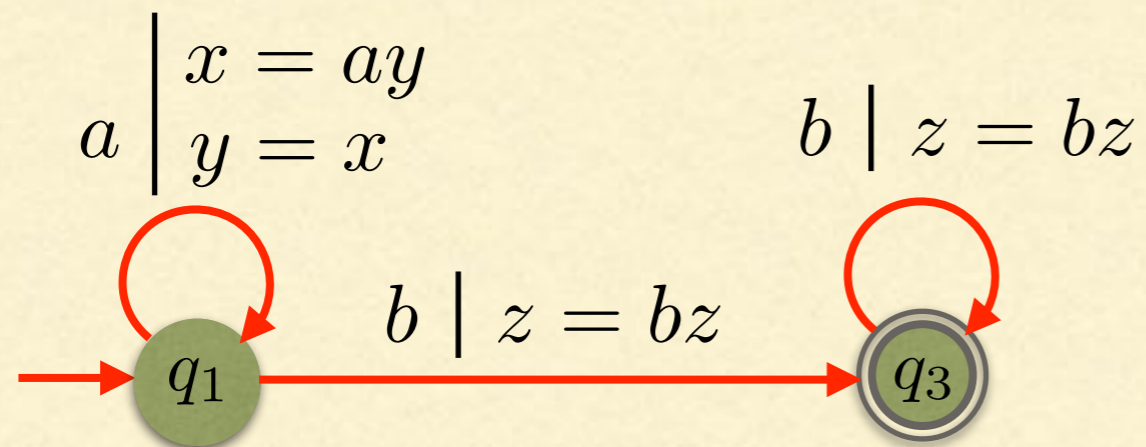 a | x = ay
y = x
b | z = bz
b | z = bz
q₁
q₃